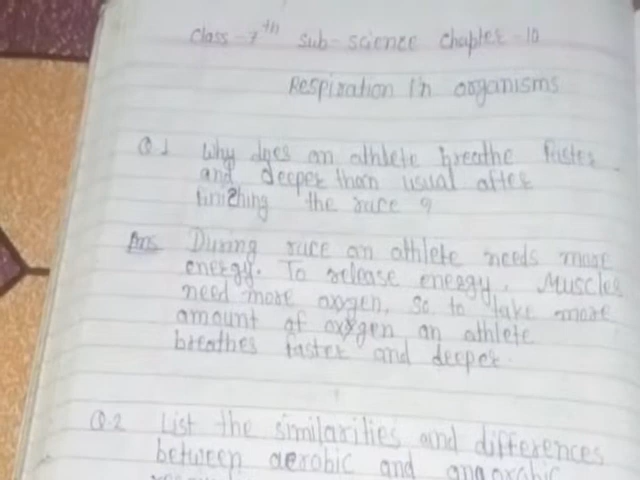 Class - 7th Sub - Science Chapter - 10
Respiration in organisms
Q 1 Why does an athlete breathe faster
and deeper than usual after
finishing the race ?
Ans During race an athlete needs more
energy. To release energy. Muscles
need more oxygen. So to take more
amount of oxygen an athlete
breathes faster and deeper.
Q.2 List the similarities and differences
between aerobic and